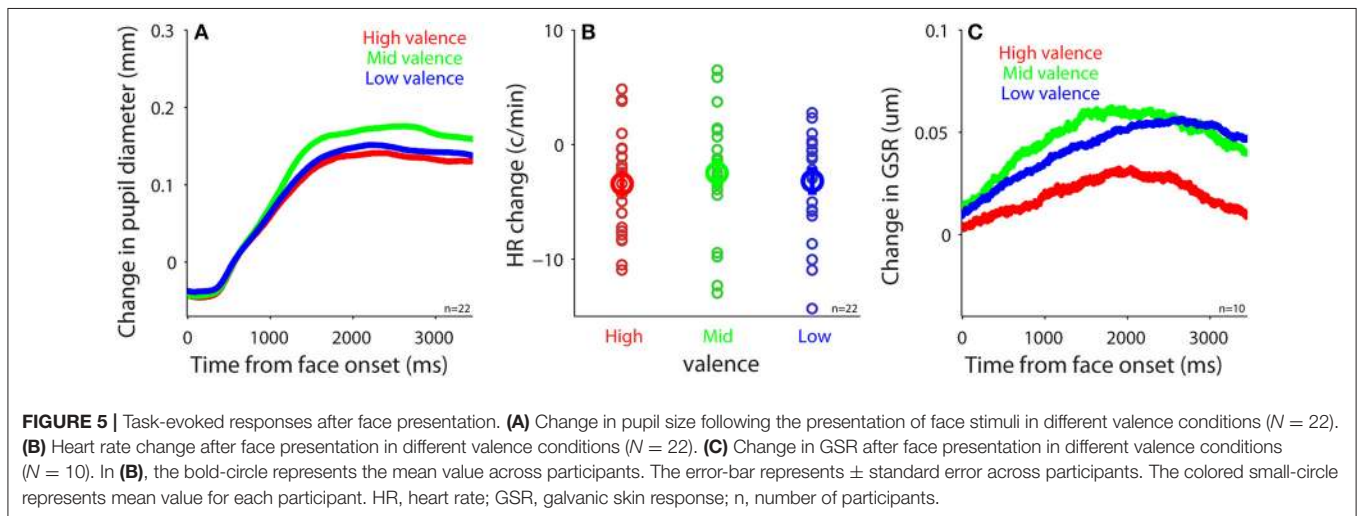 A
High valence
Mid valence
Low valence
Change in pupil diameter (mm)
0.3
0.2
0.1
0
n=22
0 1000 2000 3000
Time from face onset (ms)
B
HR change (c/min)
10
0
−10
n=22
High Mid Low
valence
C
High valence
Mid valence
Low valence
Change in GSR (um)
0.1
0.05
0
n=10
0 1000 2000 3000
Time from face onset (ms)
FIGURE 5 | Task-evoked responses after face presentation. (A) Change in pupil size following the presentation of face stimuli in different valence conditions (N = 22).
(B) Heart rate change after face presentation in different valence conditions (N = 22). (C) Change in GSR after face presentation in different valence conditions
(N = 10). In (B), the bold-circle represents the mean value across participants. The error-bar represents ± standard error across participants. The colored small-circle
represents mean value for each participant. HR, heart rate; GSR, galvanic skin response; n, number of participants.